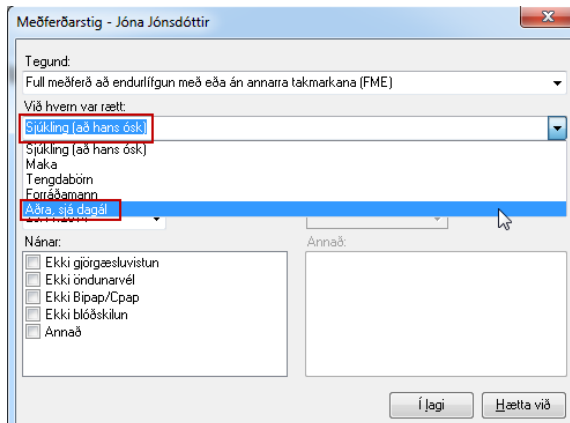 Meðferðarstig - Jóna Jónsdóttir
Tegund:
Full meðferð að endurlífgun með eða án annarra takmarkana (FME)
Við hvern var rætt:
Sjúkling (að hans ósk)
Sjúkling (að hans ósk)
Maka
Tengdabörn
Forráðamann
Aðra, sjá dagál
Nánar:
Annað:
Ekki gjörgæsluvistun
Ekki öndunarvél
Ekki Bipap/Cpap
Ekki blóðskilun
Annað
Í lagi
Hætta við